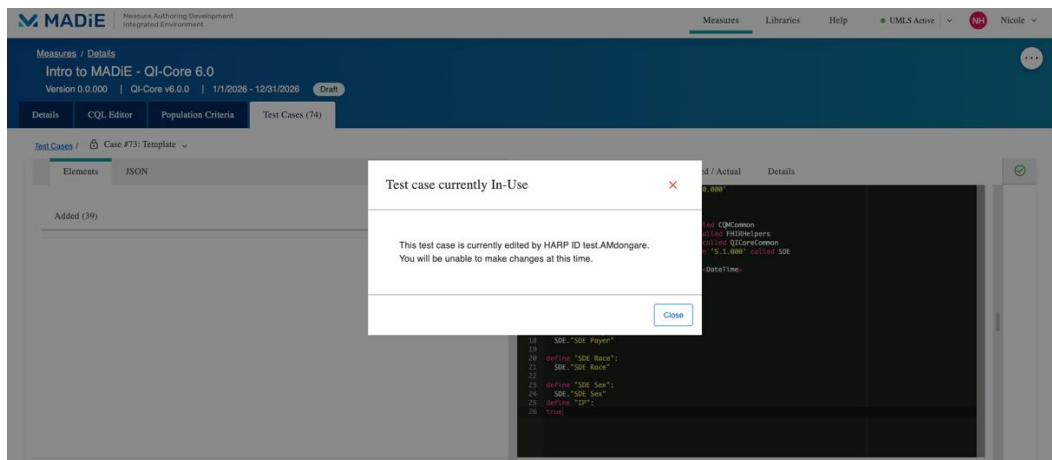 MADiE
Measure Authoring Development
Integrated Environment
Measures Libraries Help UMLS Active NH Nicole
Measures / Details
Intro to MADiE - QI-Core 6.0
Version 0.0.000 | QI-Core v6.0.0 | 1/1/2026 - 12/31/2026 Draft
Details CQL Editor Population Criteria Test Cases (74)
Test Cases / Case #73: Template
Elements JSON / Actual Details
Added (39)
Test case currently In-Use
This test case is currently edited by HARP ID test.AMdongare.
You will be unable to make changes at this time.
Close
CQMCommon
called FHIRHelpers
called QICoreCommon
'5.1.000' called SDE
<DateTime>
18 SDE."SDE Payer"
19
20 define "SDE Race":
21 SDE."SDE Race"
22
23 define "SDE Sex":
24 SDE."SDE Sex"
25 define "IP":
26 true